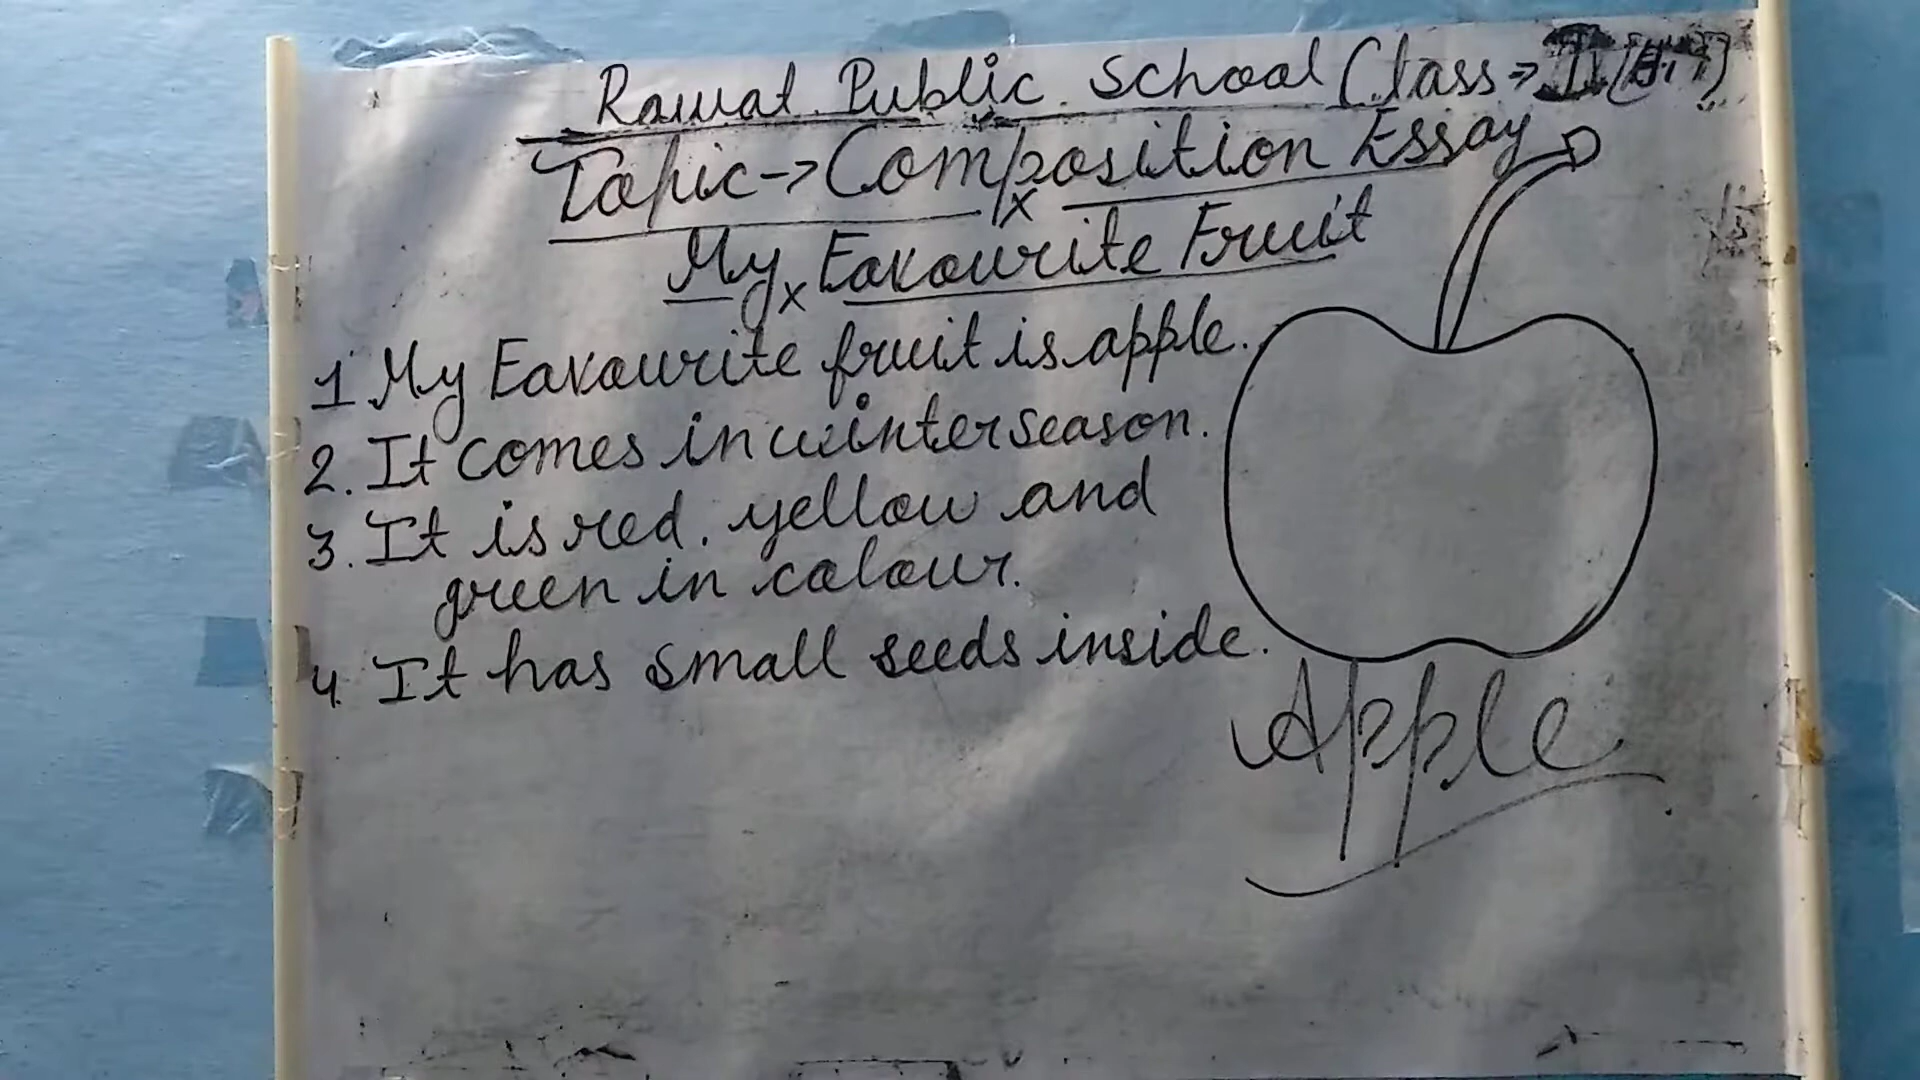 Rawat Public School Class → II
Topic → Composition Essay
My Favourite Fruit
1. My Favourite fruit is apple.
2. It comes in winter season.
3. It is red, yellow and
green in colour.
4. It has small seeds inside.
Apple